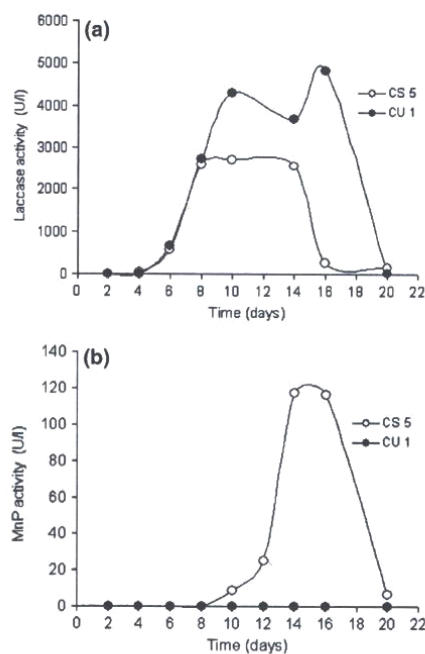 (a)
6000
5000
4000
3000
2000
1000
0
Laccase activity (U/l)
CS 5
CU 1
0 2 4 6 8 10 12 14 16 18 20 22
Time (days)
(b)
140
120
100
80
60
40
20
0
MnP activity (U/l)
CS 5
CU 1
0 2 4 6 8 10 12 14 16 18 20 22
Time (days)